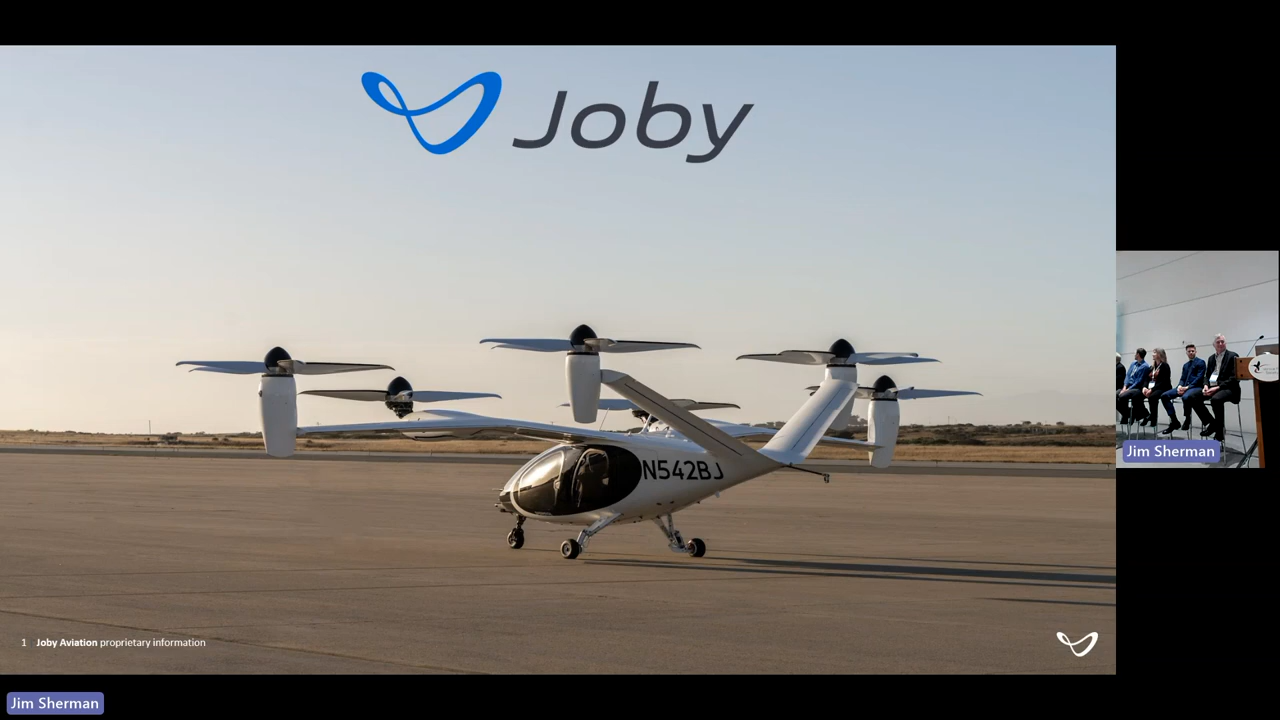 Joby
N542BJ
1 Joby Aviation proprietary information
Jim Sherman
Jim Sherman